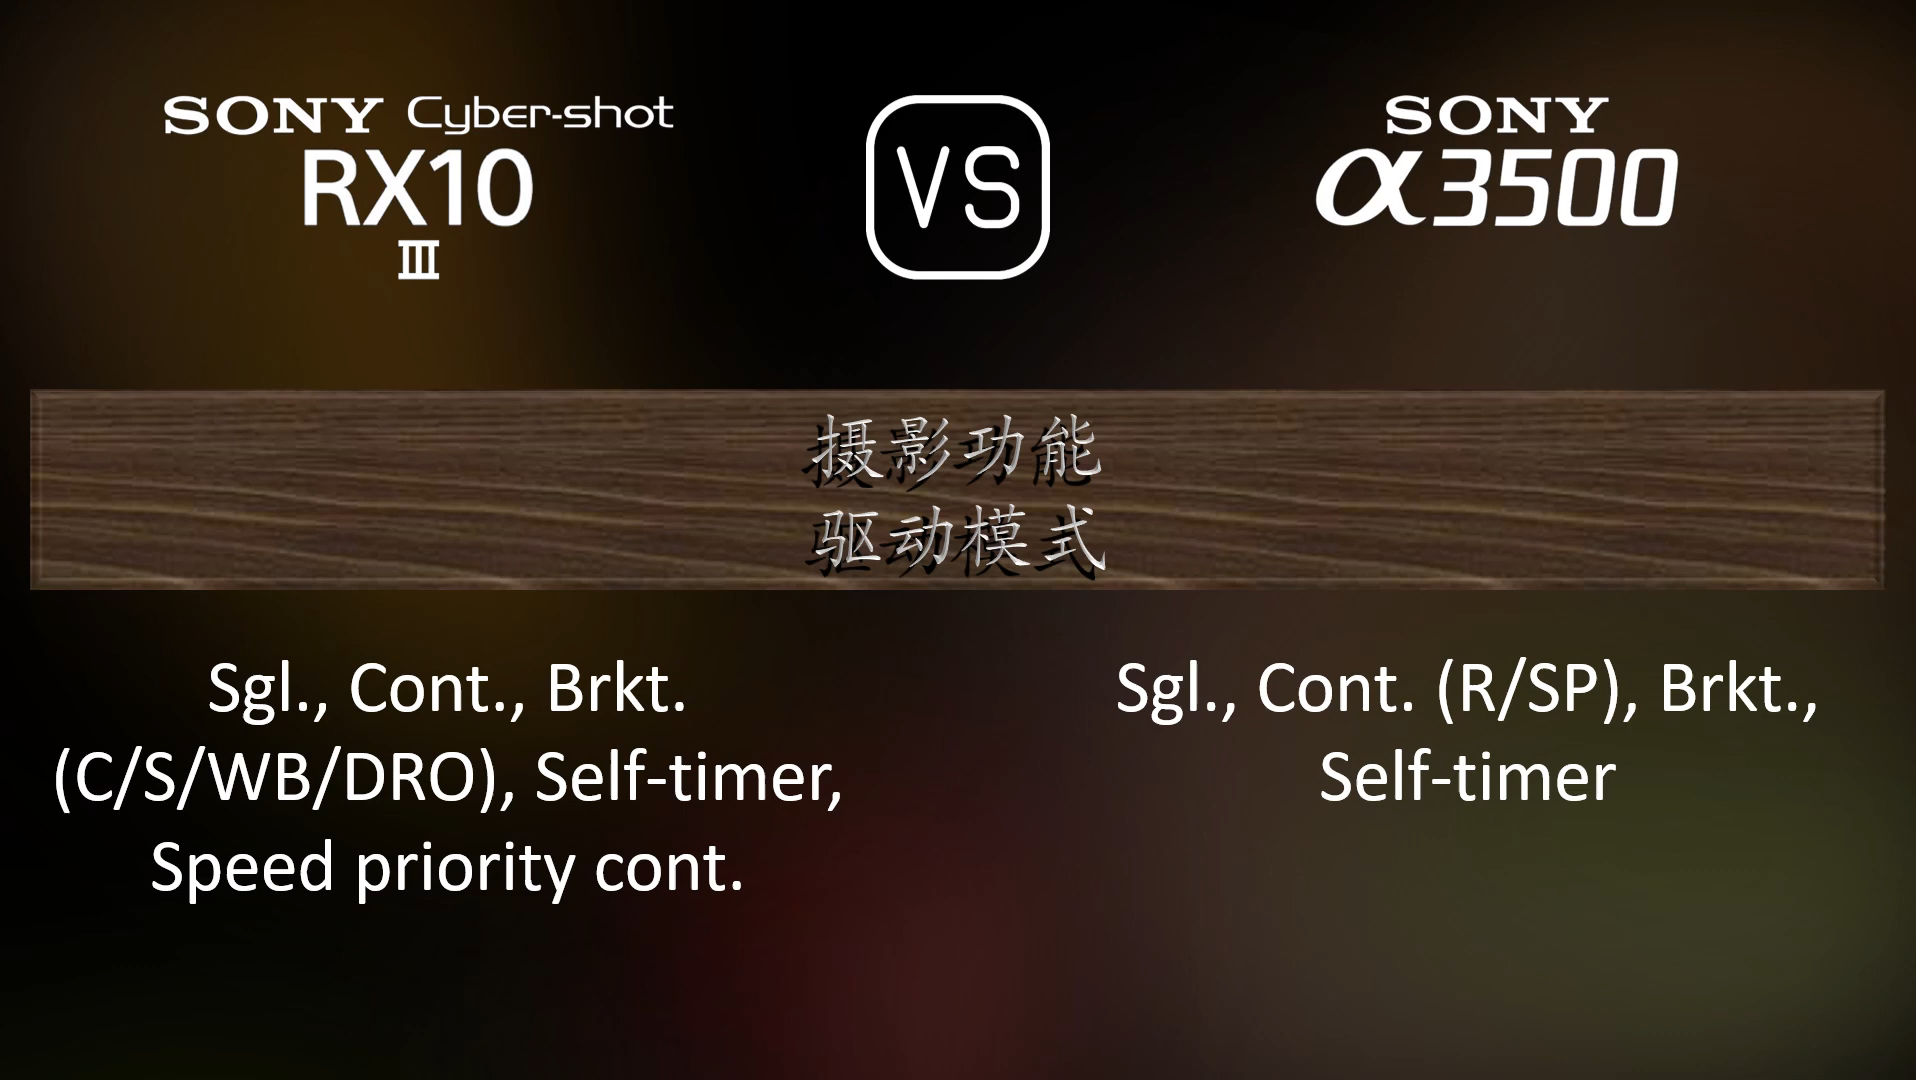 SONY Cyber-shot
RX10
III
VS
SONY
α3500
摄影功能
驱动模式
Sgl., Cont., Brkt.
(C/S/WB/DRO), Self-timer,
Speed priority cont.
Sgl., Cont. (R/SP), Brkt.,
Self-timer